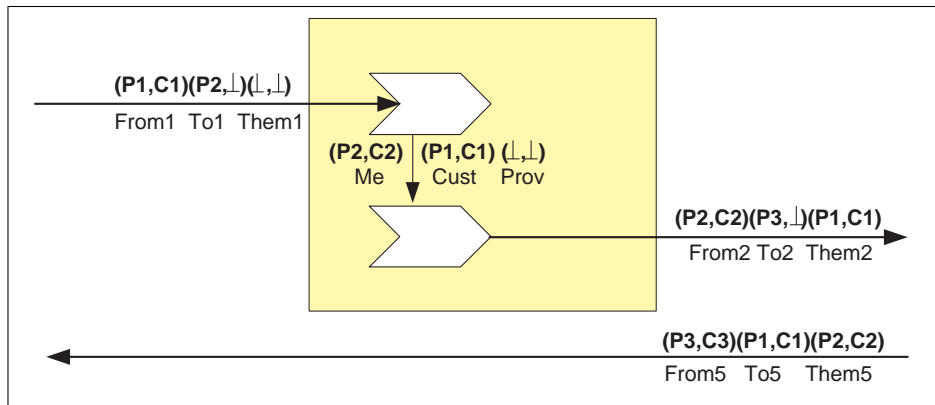 (P1,C1)(P2,⊥)(⊥,⊥)
From1 To1 Them1
(P2,C2) (P1,C1) (⊥,⊥)
Me Cust Prov
(P2,C2)(P3,⊥)(P1,C1)
From2 To2 Them2
(P3,C3)(P1,C1)(P2,C2)
From5 To5 Them5